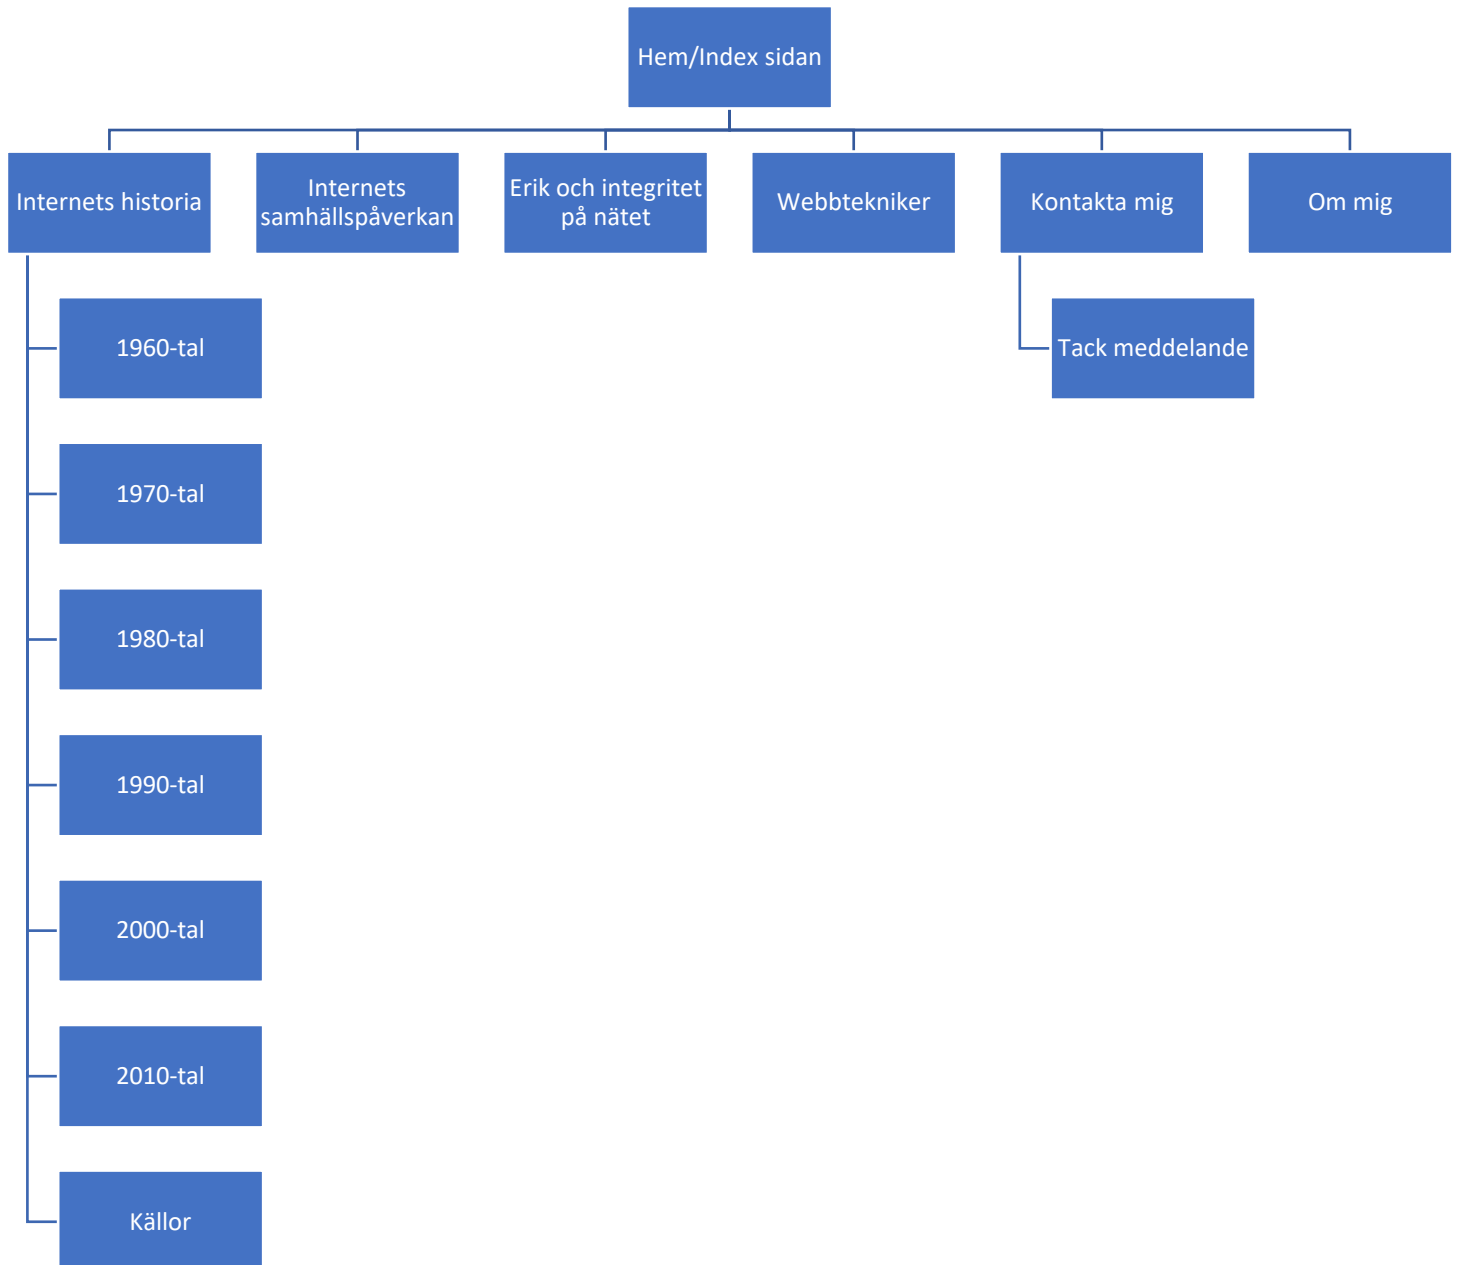 Hem/Index sidan
Internets historia
Internets
samhällspåverkan
Erik och integritet
på nätet
Webbtekniker
Kontakta mig
Om mig
1960-tal
Tack meddelande
1970-tal
1980-tal
1990-tal
2000-tal
2010-tal
Källor